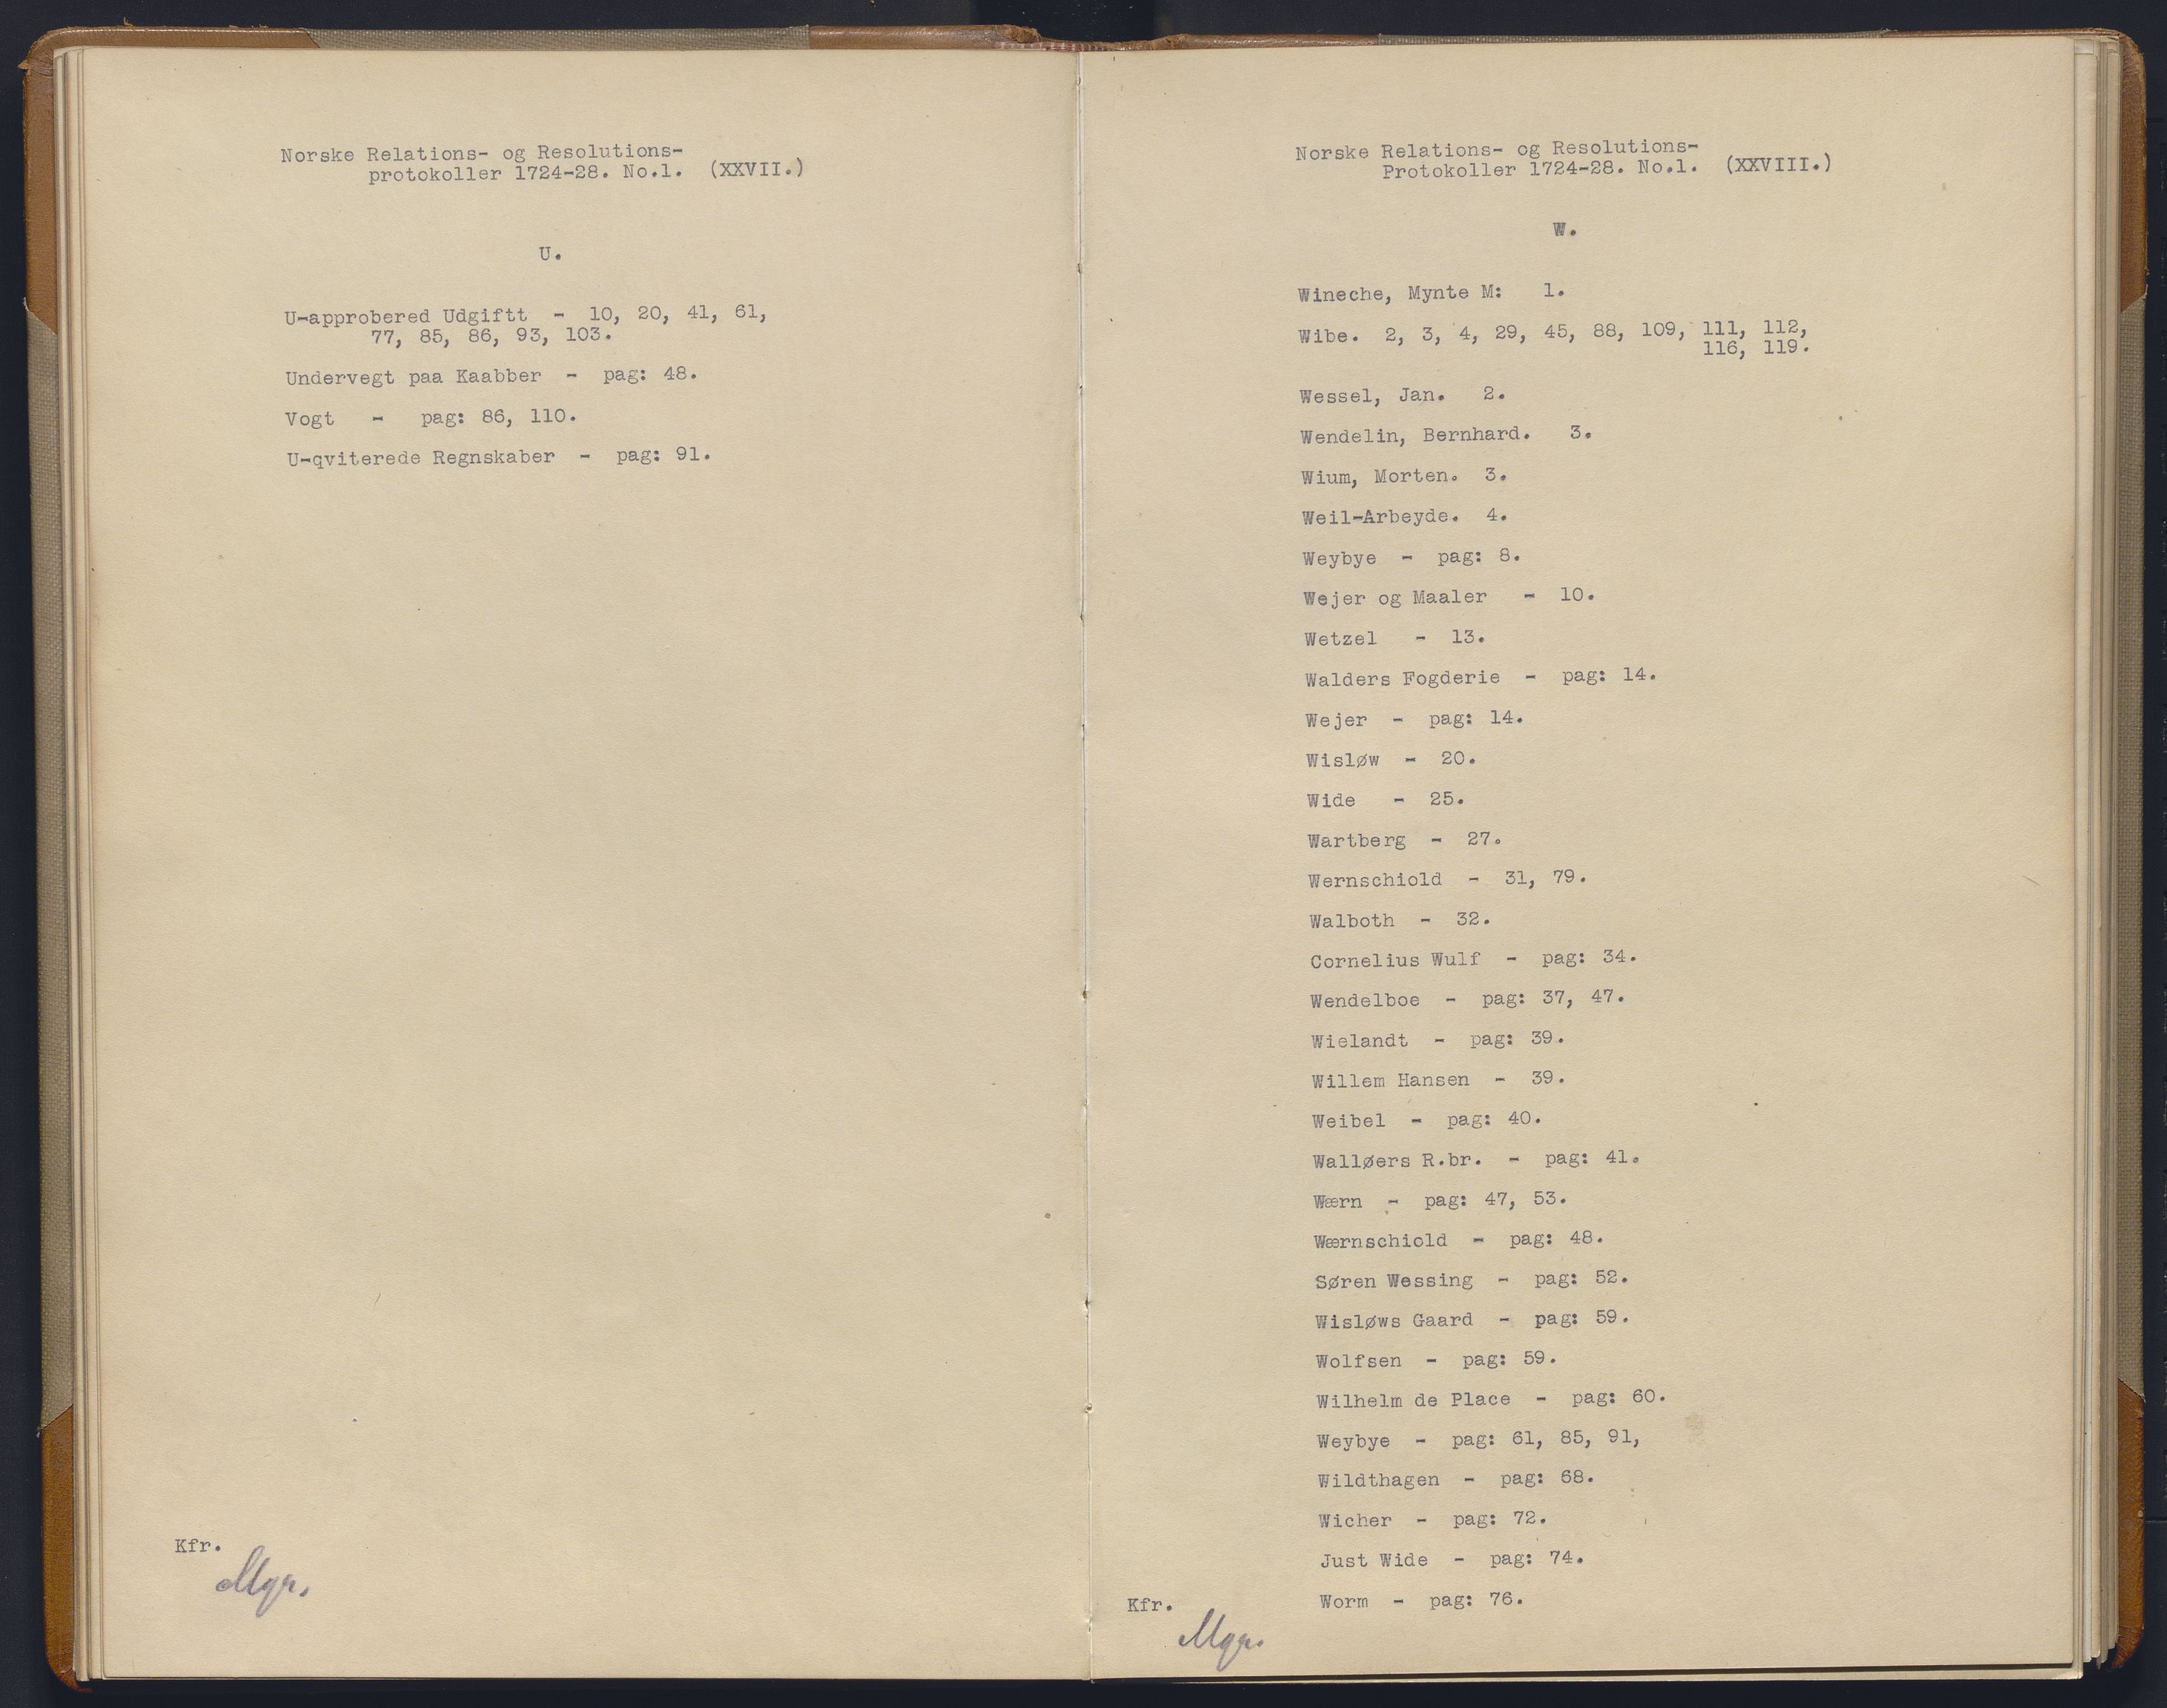 Norske Relations- og Resolutions-
protokoller 1724-28. No.1. (XXVII.)
U.
U-approbered Udgiftt - 10, 20, 41, 61,
77, 85, 86, 93, 103.
Undervegt paa Kaabber - pag: 48.
Vogt - pag: 86, 110.
U-qviterede Regnskaber - pag: 91.
Kfr.
Norske Relations- og Resolutions-
Protokoller 1724-28. No.1. (XXVIII.)
W.
Wineche, Mynte M: 1.
Wibe. 2, 3, 4, 29, 45, 88, 109, 111, 112,
116, 119.
Wessel, Jan. 2.
Wendelin, Bernhard. 3.
Wium, Morten. 3.
Weil-Arbeyde. 4.
Weybye - pag: 8.
Wejer og Maaler - 10.
Wetzel - 13.
Walders Fogderie - pag: 14.
Wejer - pag: 14.
Wisløw - 20.
Wide - 25.
Wartberg - 27.
Wernschiold - 31, 79.
Walboth - 32.
Cornelius Wulf - pag: 34.
Wendelboe - pag: 37, 47.
Wielandt - pag: 39.
Willem Hansen - 39.
Weibel - pag: 40.
Walløers R.br. - pag: 41.
Wærn - pag: 47, 53.
Wærnschiold - pag: 48.
Søren Wessing - pag: 52.
Wisløws Gaard - pag: 59.
Wolfsen - pag: 59.
Wilhelm de Place - pag: 60.
Weybye - pag: 61, 85, 91,
Wildthagen - pag: 68.
Wicher - pag: 72.
Just Wide - pag: 74.
Worm - pag: 76.
Kfr.